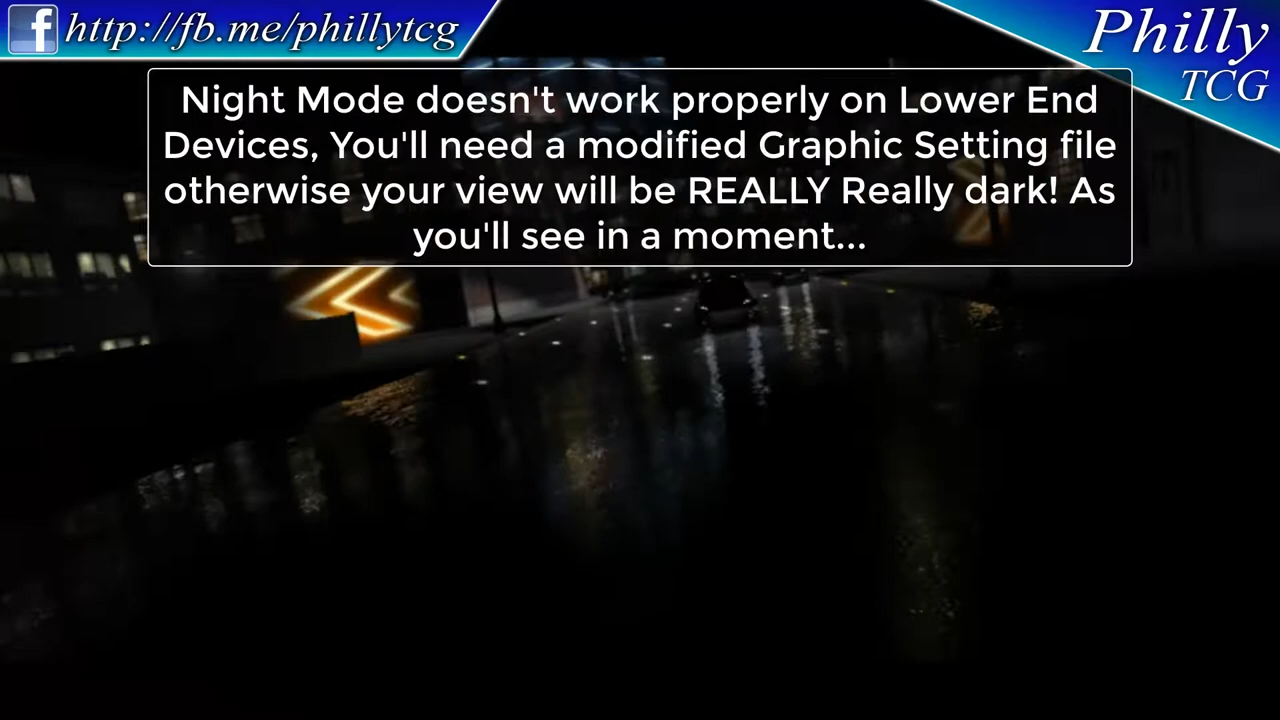 http://fb.me/phillytcg
Philly
TCG
Night Mode doesn't work properly on Lower End
Devices, You'll need a modified Graphic Setting file
otherwise your view will be REALLY Really dark! As
you'll see in a moment...